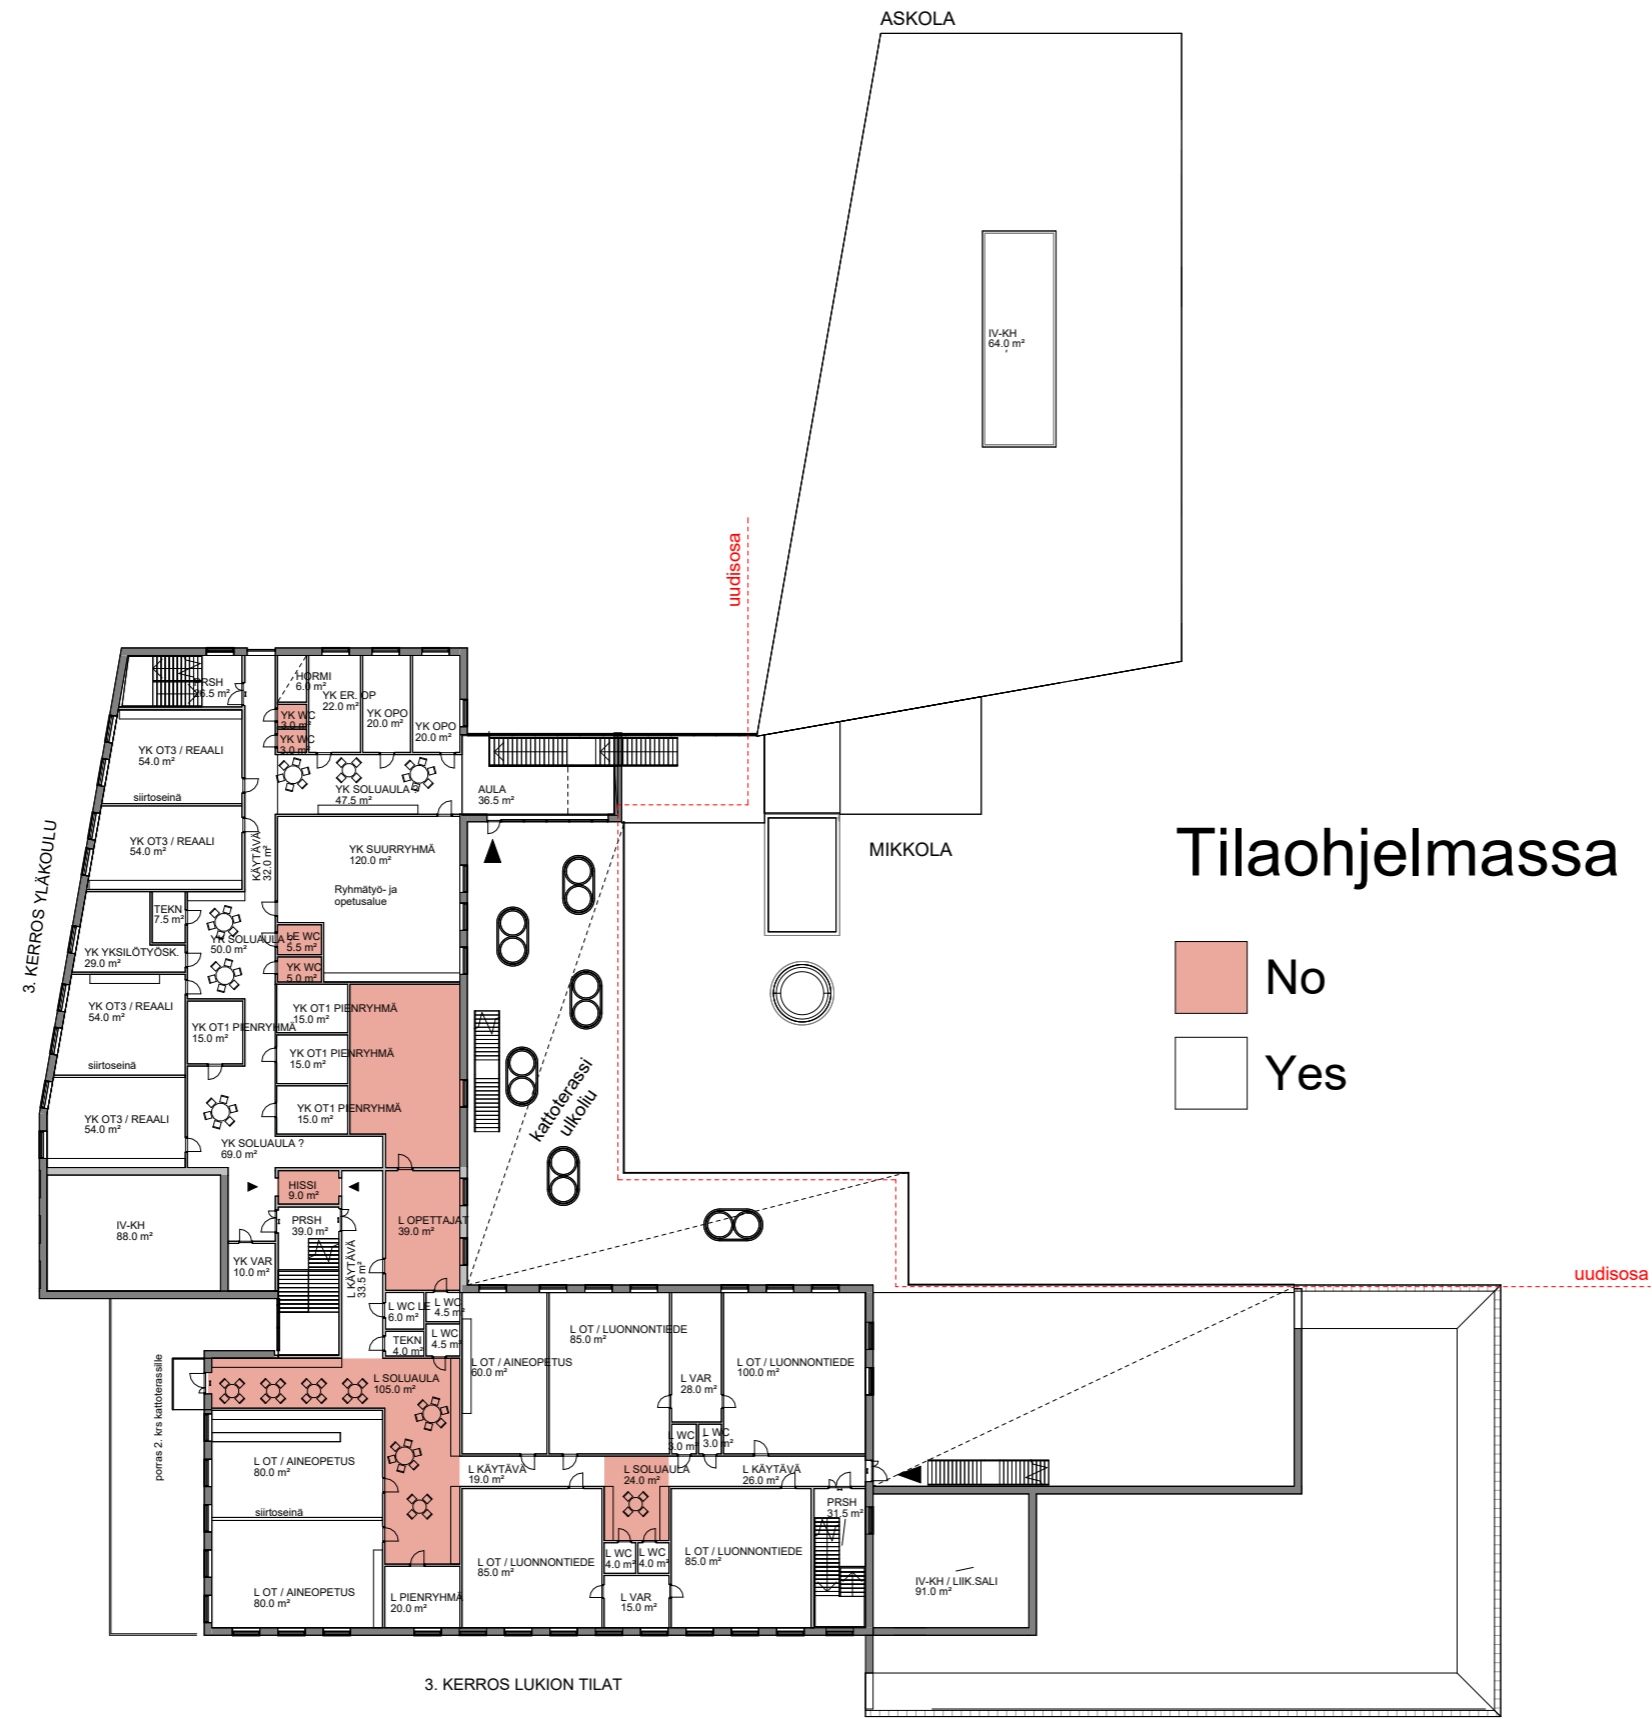 ASKOLA
IV-KH
64.0 m²
uudisosa
PRSH
26.5 m²
HORMI
6.0 m²
YK ER. OP
22.0 m²
YK OPO
20.0 m²
YK OPO
20.0 m²
YK WC
3.0 m²
YK WC
3.0 m²
YK OT3 / REAALI
54.0 m²
siirtoseinä
YK SOLUAULA ?
47.5 m²
AULA
36.5 m²
YK OT3 / REAALI
54.0 m²
KÄYTÄVÄ
32.0 m²
YK SUURRYHMÄ
120.0 m²
Ryhmätyö- ja
opetusalue
MIKKOLA
Tilaohjelmassa
No
Yes
3. KERROS YLÄKOULU
TEKN
7.5 m²
YK SOLUAULA ?
50.0 m²
LE WC
5.5 m²
YK WC
5.0 m²
YK YKSILÖTYÖSK.
29.0 m²
YK OT3 / REAALI
54.0 m²
siirtoseinä
YK OT1 PIENRYHMÄ
15.0 m²
YK OT1 PIENRYHMÄ
15.0 m²
YK OT1 PIENRYHMÄ
15.0 m²
YK OT1 PIENRYHMÄ
15.0 m²
kattoterassi
ulkoliu
YK OT3 / REAALI
54.0 m²
YK SOLUAULA ?
69.0 m²
HISSI
9.0 m²
IV-KH
88.0 m²
PRSH
39.0 m²
L OPETTAJAT
39.0 m²
YK VAR
10.0 m²
L KÄYTÄVÄ
33.5 m²
uudisosa
L WC LE
6.0 m²
L WC
4.5 m²
TEKN
4.0 m²
L WC
4.5 m²
L OT / LUONNONTIEDE
85.0 m²
L OT / AINEOPETUS
60.0 m²
L VAR
28.0 m²
L OT / LUONNONTIEDE
100.0 m²
porras 2. krs kattoterassille
L SOLUAULA
105.0 m²
L WC
3.0 m²
L WC
3.0 m²
L OT / AINEOPETUS
80.0 m²
siirtoseinä
L KÄYTÄVÄ
19.0 m²
L SOLUAULA
24.0 m²
L KÄYTÄVÄ
26.0 m²
PRSH
31.5 m²
L OT / LUONNONTIEDE
85.0 m²
L WC
4.0 m²
L WC
4.0 m²
L OT / LUONNONTIEDE
85.0 m²
L OT / AINEOPETUS
80.0 m²
L PIENRYHMÄ
20.0 m²
L VAR
15.0 m²
IV-KH / LIIK.SALI
91.0 m²
3. KERROS LUKION TILAT